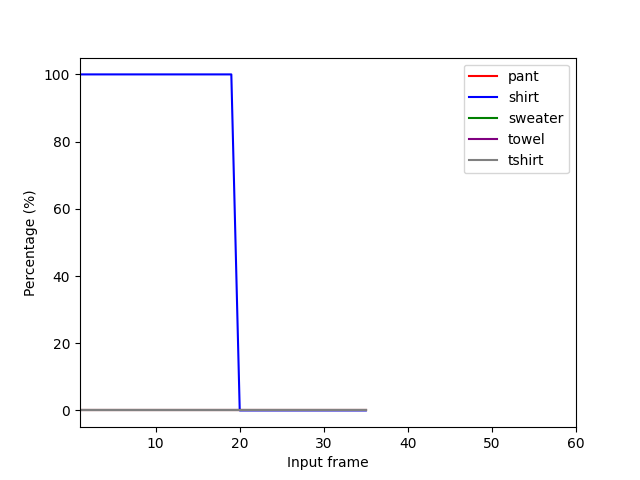 100
80
60
40
20
0
Percentage (%)
10 20 30 40 50 60
Input frame
pant
shirt
sweater
towel
tshirt